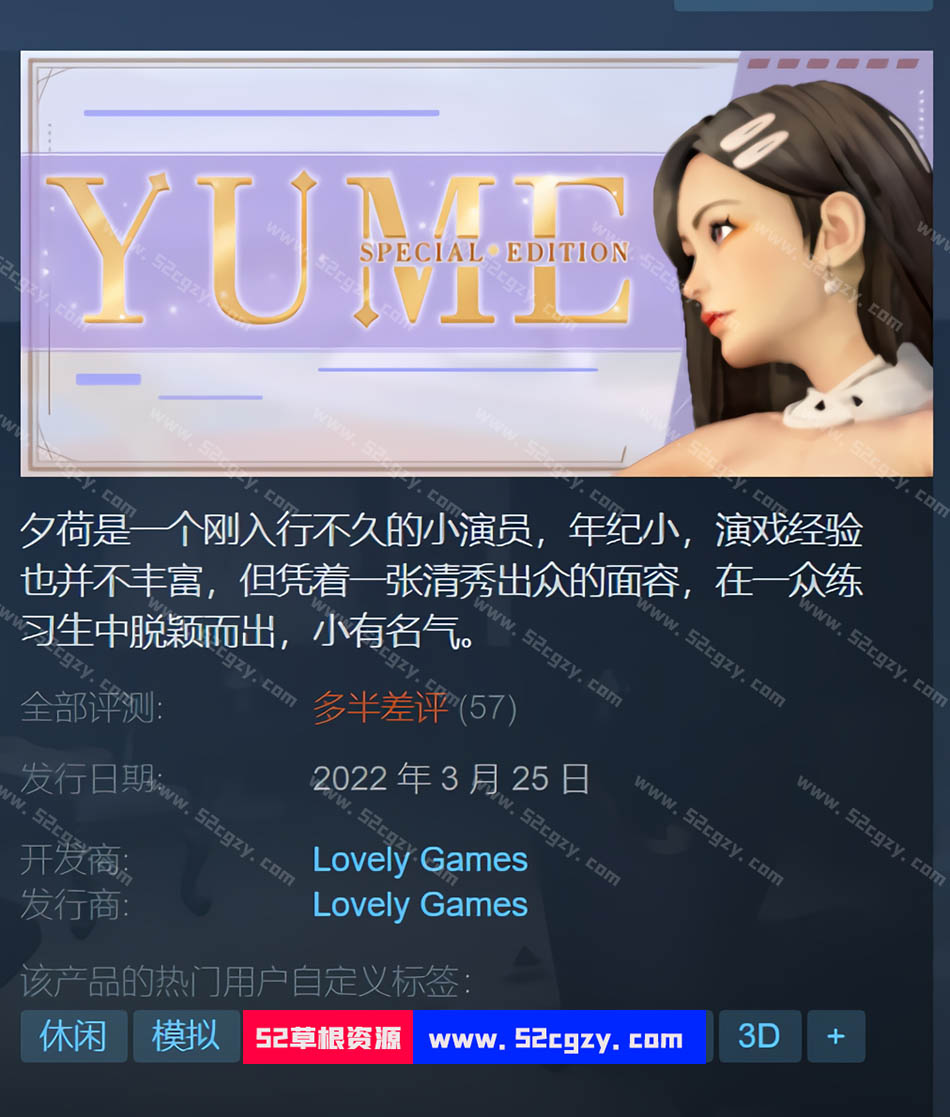 YUME
SPECIAL EDITION
夕荷是一个刚入行不久的小演员，年纪小，演戏经验
也并不丰富，但凭着一张清秀出众的面容，在一众练
习生中脱颖而出，小有名气。
全部评测: 多半差评 (57)
发行日期: 2022 年 3 月 25 日
开发商: Lovely Games
发行商: Lovely Games
该产品的热门用户自定义标签:
休闲 模拟 52草根资源 www.52cgzy.com 3D +